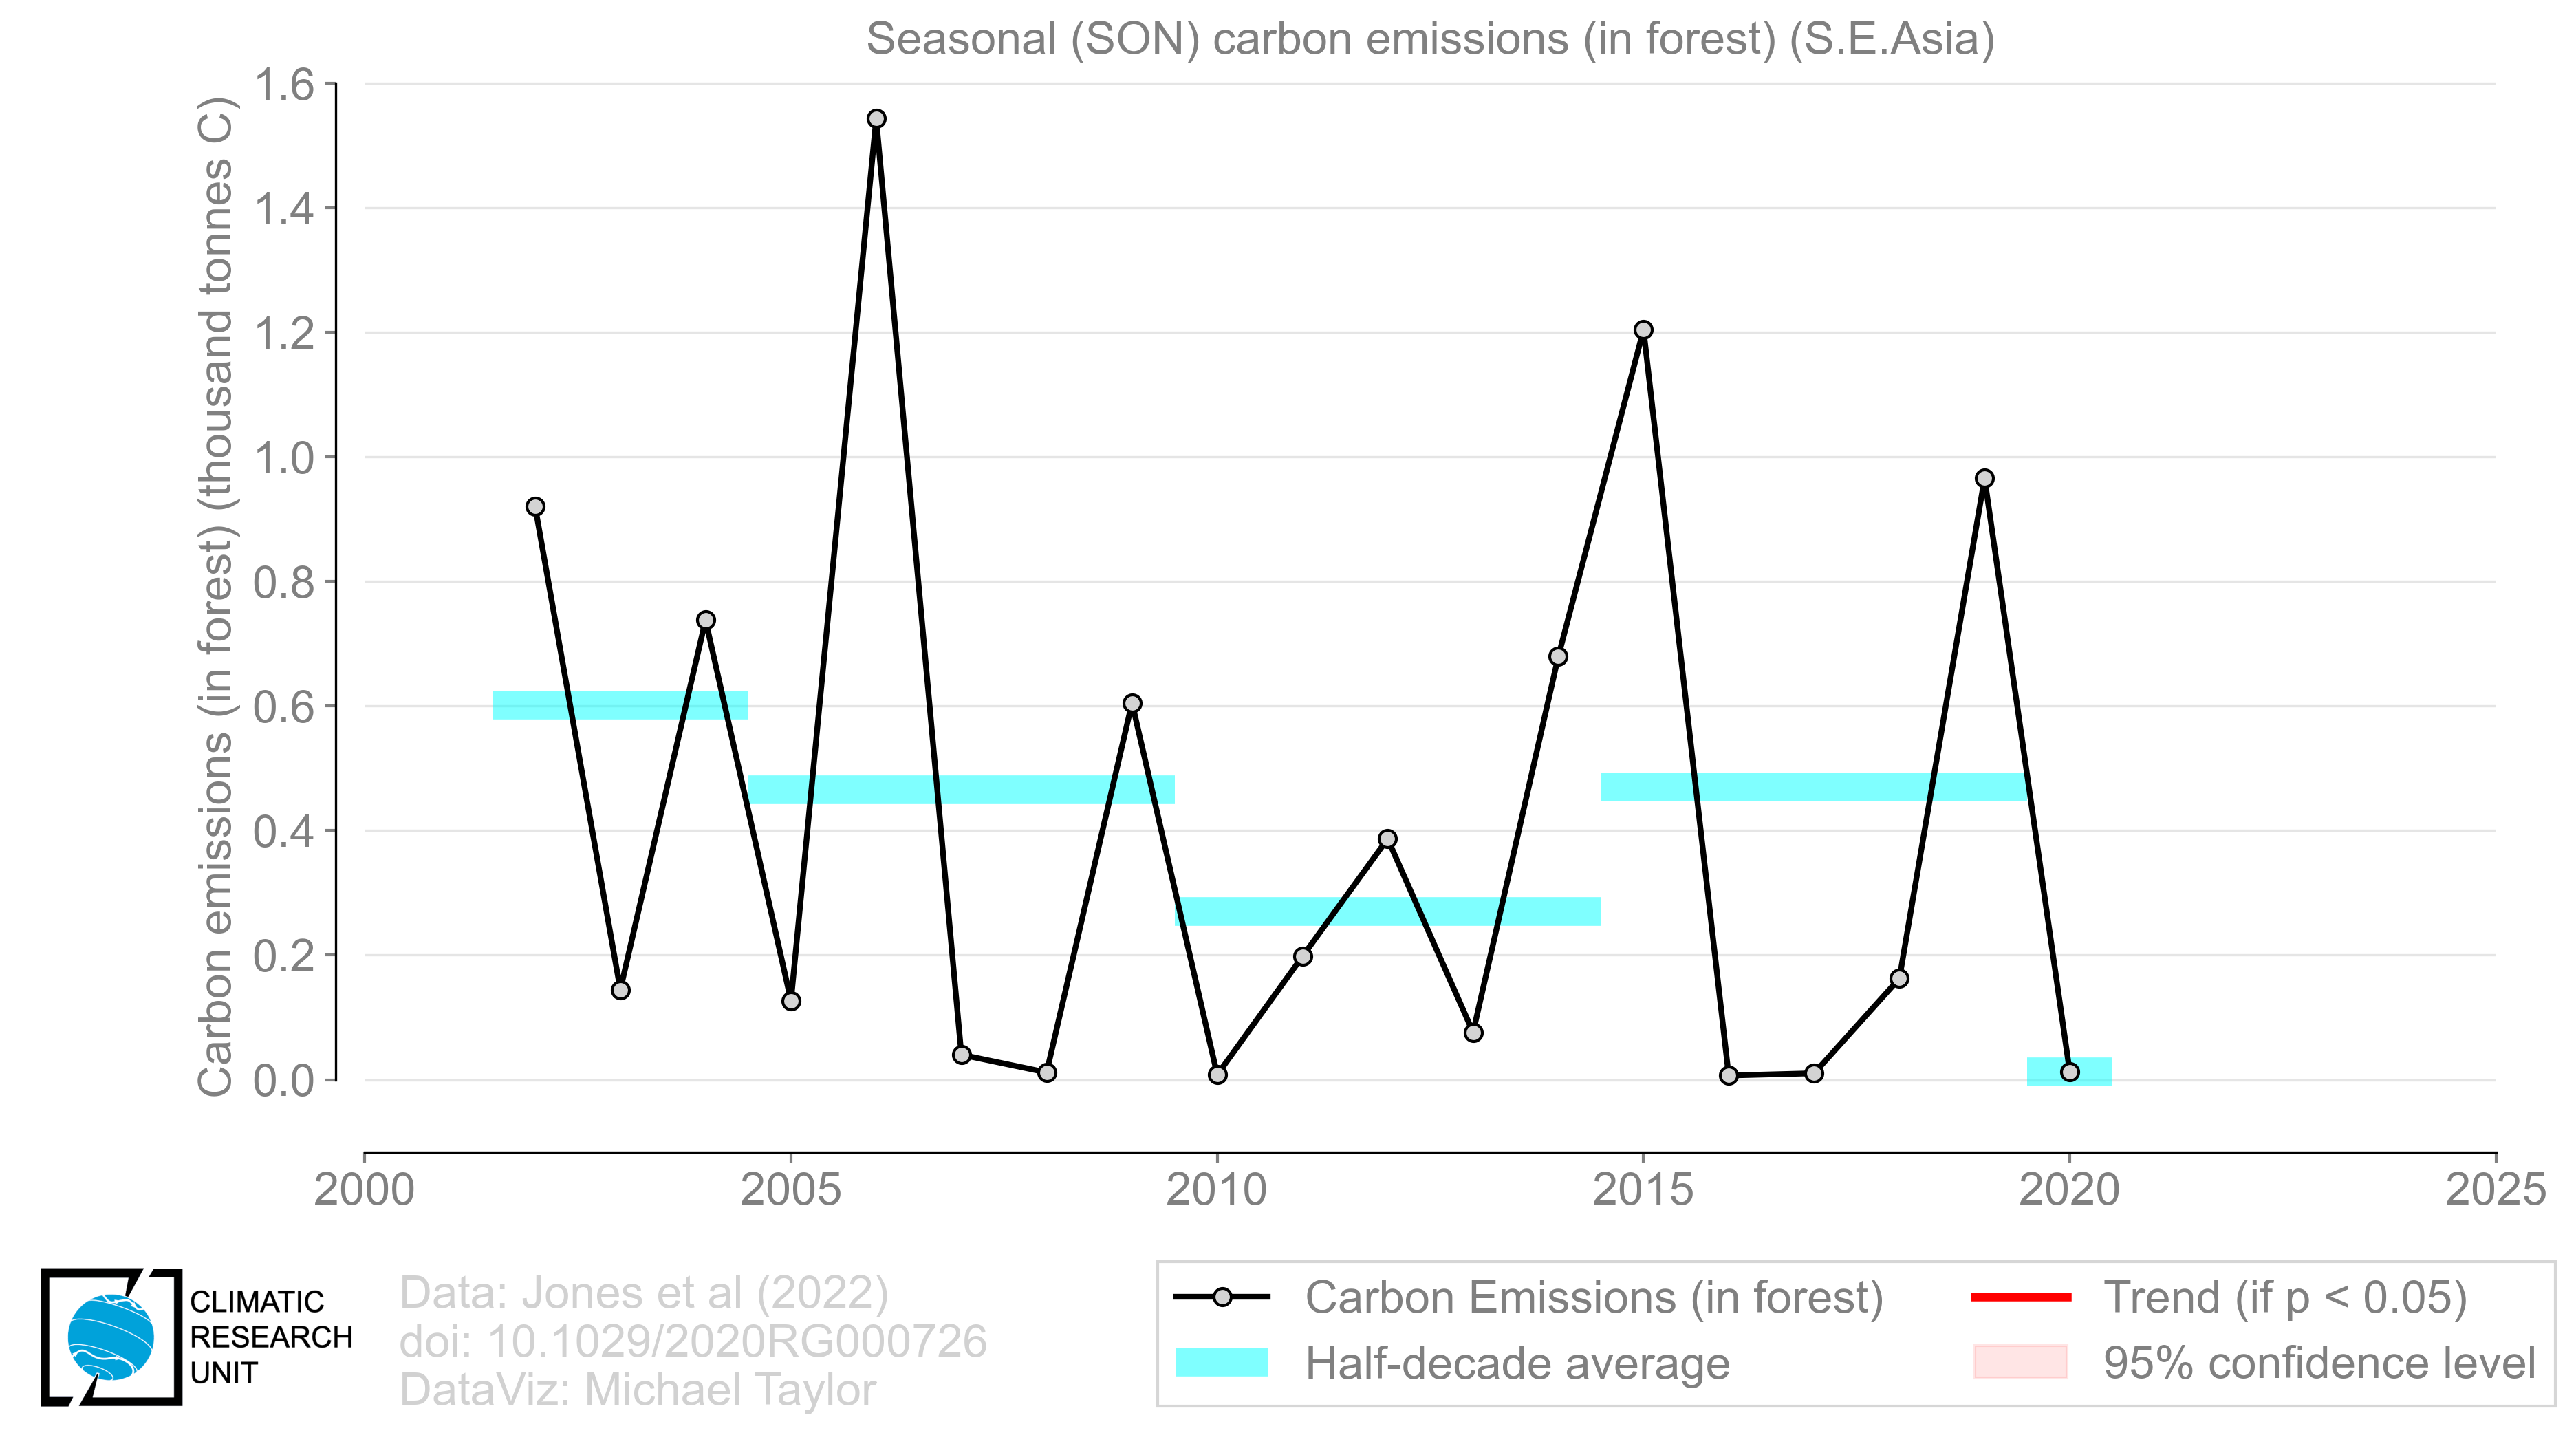 Seasonal (SON) carbon emissions (in forest) (S.E.Asia)
Carbon emissions (in forest) (thousand tonnes C)
1.6
1.4
1.2
1.0
0.8
0.6
0.4
0.2
0.0
2000 2005 2010 2015 2020 2025
CLIMATIC
RESEARCH
UNIT
Data: Jones et al (2022)
doi: 10.1029/2020RG000726
DataViz: Michael Taylor
Carbon Emissions (in forest)
Half-decade average
Trend (if p < 0.05)
95% confidence level